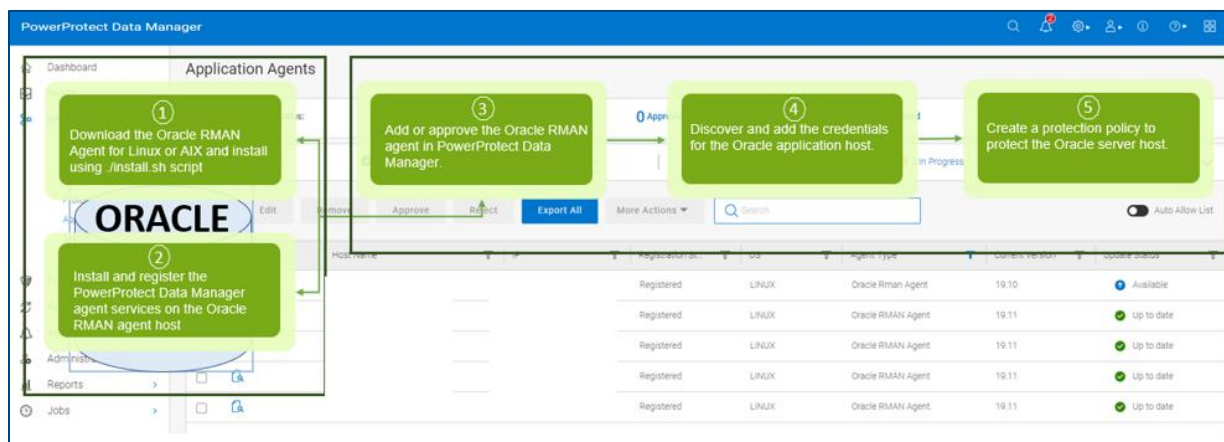 PowerProtect Data Manager
2
Dashboard
Application Agents
①
Download the Oracle RMAN
Agent for Linux or AIX and install
using ./install.sh script
③
Add or approve the Oracle RMAN
agent in PowerProtect Data
Manager.
0
④
Discover and add the credentials
for the Oracle application host.
In Progress
⑤
Create a protection policy to
protect the Oracle server host.
ORACLE
Edit
Remove
Approve
Reject
Export All
More Actions
Search
Auto Allow List
②
Install and register the
PowerProtect Data Manager
agent services on the Oracle
RMAN agent host
Host Name
IP
Registration St...
OS
Agent Type
Current Version
Update Status
Registered LINUX Oracle Rman Agent 19.10 Available
Registered LINUX Oracle RMAN Agent 19.11 Up to date
Registered LINUX Oracle RMAN Agent 19.11 Up to date
Registered LINUX Oracle RMAN Agent 19.11 Up to date
Registered LINUX Oracle RMAN Agent 19.11 Up to date
Reports
Jobs